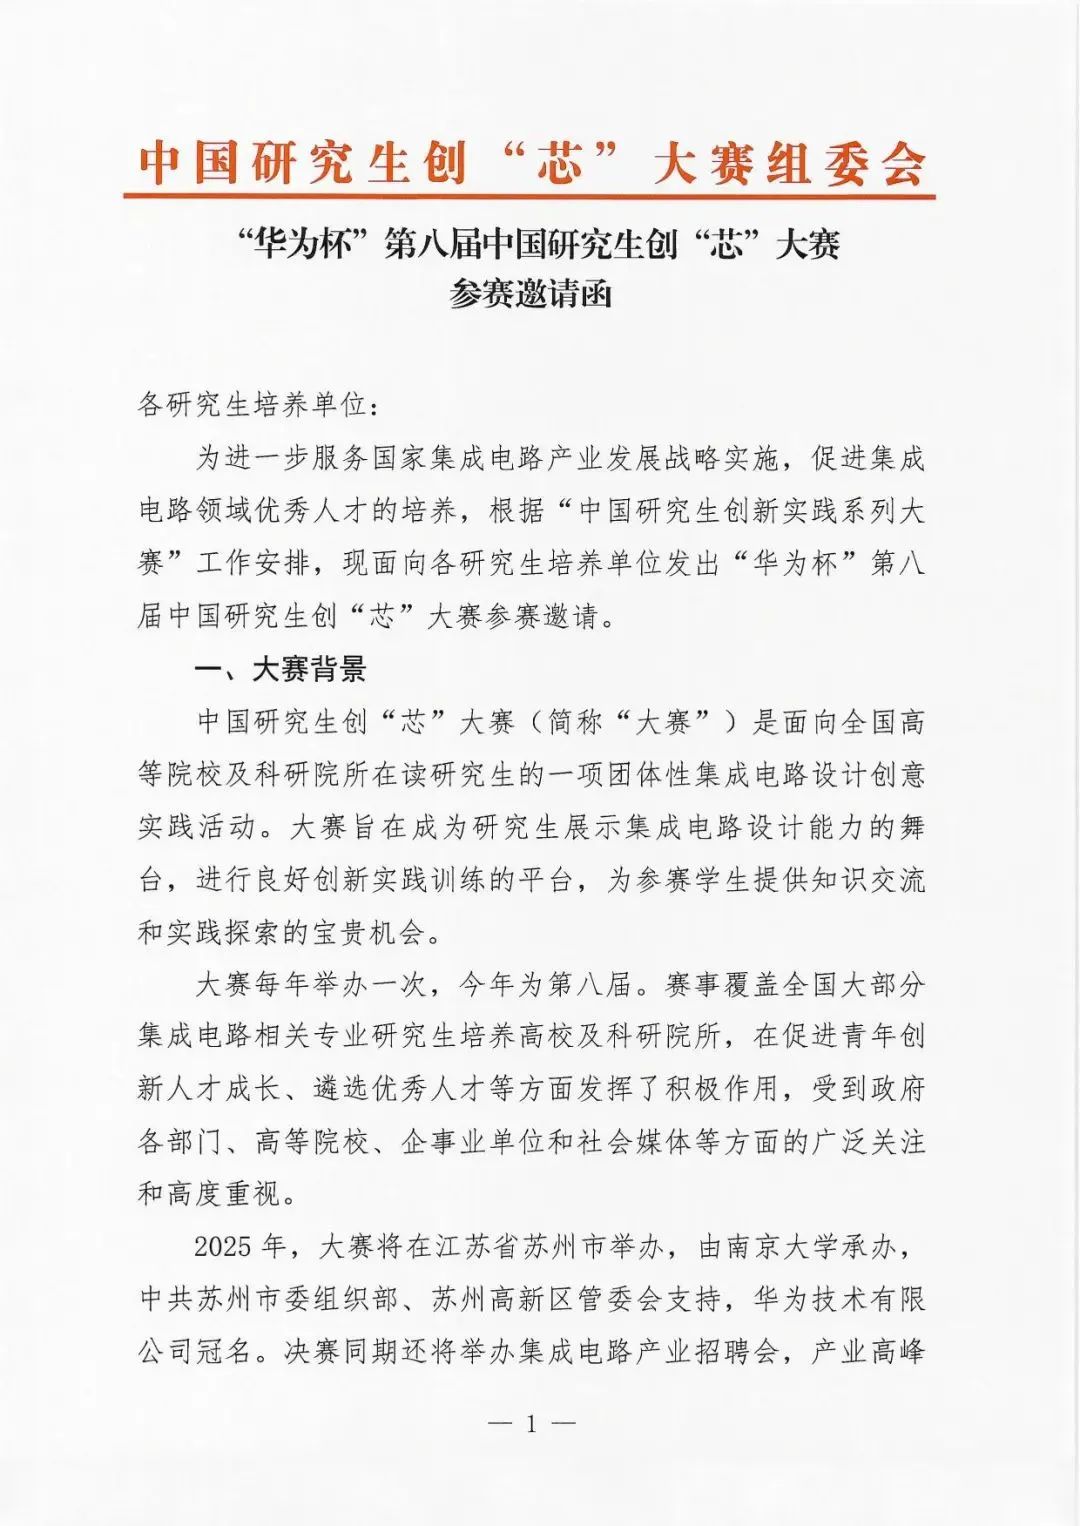 中国研究生创“芯”大赛组委会
“华为杯”第八届中国研究生创“芯”大赛
参赛邀请函
各研究生培养单位：
为进一步服务国家集成电路产业发展战略实施，促进集成
电路领域优秀人才的培养，根据“中国研究生创新实践系列大
赛”工作安排，现面向各研究生培养单位发出“华为杯”第八
届中国研究生创“芯”大赛参赛邀请。
一、大赛背景
中国研究生创“芯”大赛（简称“大赛”）是面向全国高
等院校及科研院所在读研究生的一项团体性集成电路设计创意
实践活动。大赛旨在成为研究生展示集成电路设计能力的舞
台，进行良好创新实践训练的平台，为参赛学生提供知识交流
和实践探索的宝贵机会。
大赛每年举办一次，今年为第八届。赛事覆盖全国大部分
集成电路相关专业研究生培养高校及科研院所，在促进青年创
新人才成长、遴选优秀人才等方面发挥了积极作用，受到政府
各部门、高等院校、企事业单位和社会媒体等方面的广泛关注
和高度重视。
2025 年，大赛将在江苏省苏州市举办，由南京大学承办，
中共苏州市委组织部、苏州高新区管委会支持，华为技术有限
公司冠名。决赛同期还将举办集成电路产业招聘会，产业高峰
— 1 —